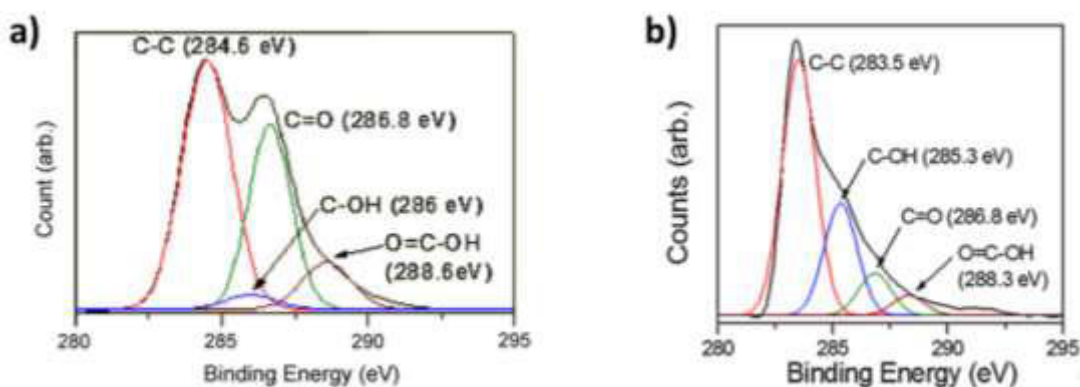 a)
C-C (284.6 eV)
C=O (286.8 eV)
C-OH (286 eV)
O=C-OH
(288.6eV)
Count (arb.)
280 285 290 295
Binding Energy (eV)
b)
C-C (283.5 eV)
C-OH (285.3 eV)
C=O (286.8 eV)
O=C-OH
(288.3 eV)
Counts (arb.)
280 285 290 295
Binding Energy (eV)